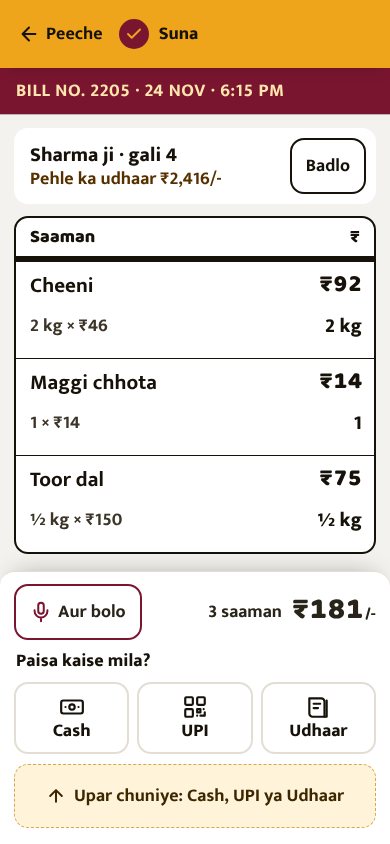 Peeche Suna
BILL NO. 2205 · 24 NOV · 6:15 PM
Sharma ji · gali 4
Pehle ka udhaar ₹2,416/-
Badlo
Saaman ₹
Cheeni ₹92
2 kg × ₹46 2 kg
Maggi chhota ₹14
1 × ₹14 1
Toor dal ₹75
½ kg × ₹150 ½ kg
Aur bolo 3 saaman ₹181/-
Paisa kaise mila?
Cash UPI Udhaar
Upar chuniye: Cash, UPI ya Udhaar